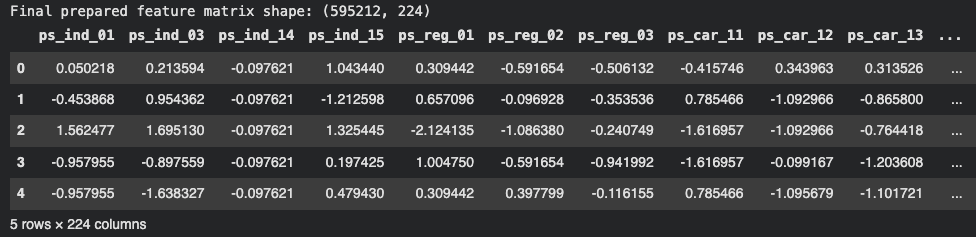 Final prepared feature matrix shape: (595212, 224)
ps_ind_01 ps_ind_03 ps_ind_14 ps_ind_15 ps_reg_01 ps_reg_02 ps_reg_03 ps_car_11 ps_car_12 ps_car_13 ...
0 0.050218 0.213594 -0.097621 1.043440 0.309442 -0.591654 -0.506132 -0.415746 0.343963 0.313526 ...
1 -0.453868 0.954362 -0.097621 -1.212598 0.657096 -0.096928 -0.353536 0.785466 -1.092966 -0.865800 ...
2 1.562477 1.695130 -0.097621 1.325445 -2.124135 -1.086380 -0.240749 -1.616957 -1.092966 -0.764418 ...
3 -0.957955 -0.897559 -0.097621 0.197425 1.004750 -0.591654 -0.941992 -1.616957 -0.099167 -1.203608 ...
4 -0.957955 -1.638327 -0.097621 0.479430 0.309442 0.397799 -0.116155 0.785466 -1.095679 -1.101721 ...
5 rows × 224 columns